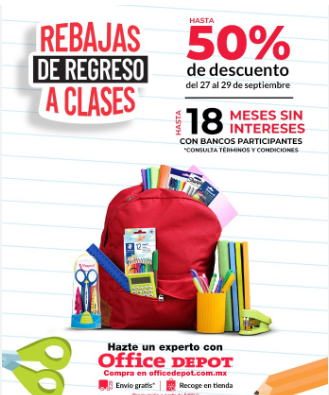 REBAJAS
DE REGRESO
A CLASES
HASTA
50%
de descuento
del 27 al 29 de septiembre
HASTA
18 MESES SIN
INTERESES
CON BANCOS PARTICIPANTES
*CONSULTA TÉRMINOS Y CONDICIONES
Hazte un experto con
Office DEPOT
Compra en officedepot.com.mx
Envío gratis* Recoge en tienda